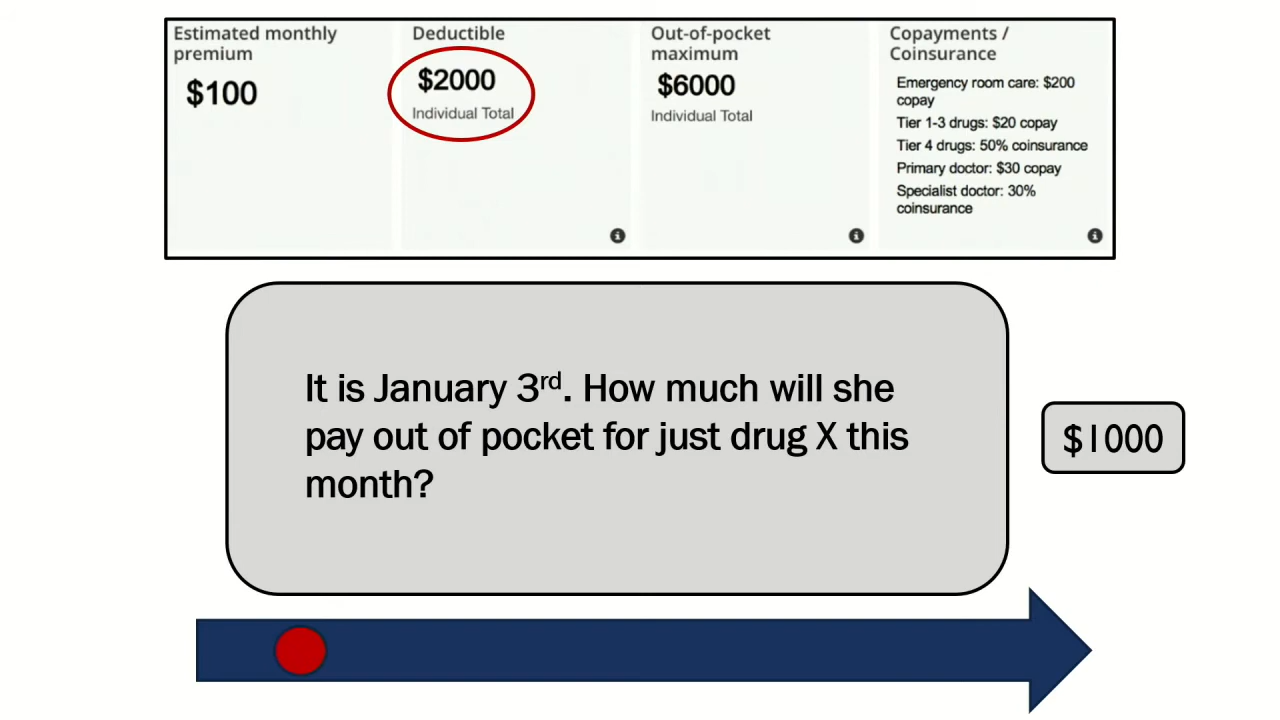 Estimated monthly
premium
$100
Deductible
$2000
Individual Total
Out-of-pocket
maximum
$6000
Individual Total
Copayments /
Coinsurance
Emergency room care: $200
copay
Tier 1-3 drugs: $20 copay
Tier 4 drugs: 50% coinsurance
Primary doctor: $30 copay
Specialist doctor: 30%
coinsurance
It is January 3rd. How much will she
pay out of pocket for just drug X this
month?
$1000